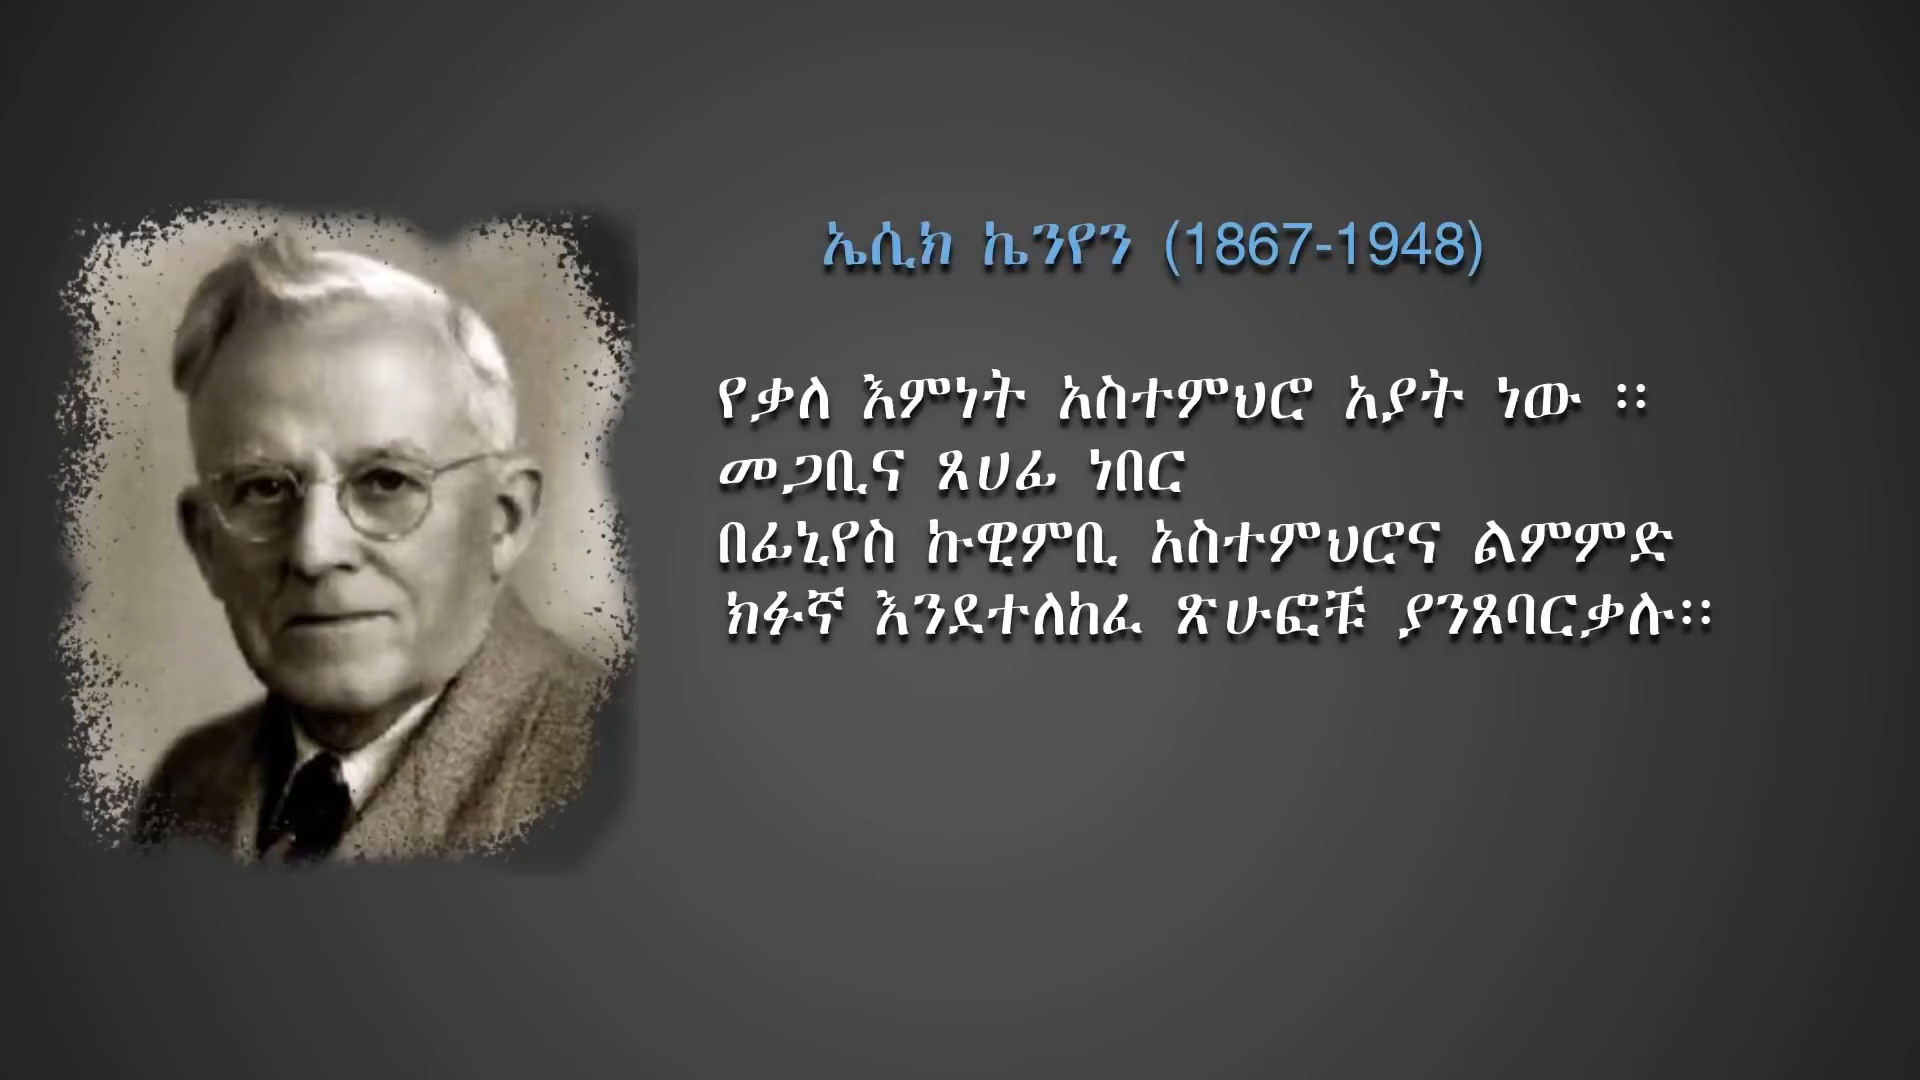 ኤሲክ ኬንየን (1867-1948)
የቃለ እምነት አስተምህሮ አያት ነው ፡፡
መጋቢና ጸሀፊ ነበር
በፊኒየስ ኩዊምቢ አስተምህሮና ልምምድ
ክፉኛ እንደተለከፈ ጽሁፎቹ ያንጸባርቃሉ፡፡